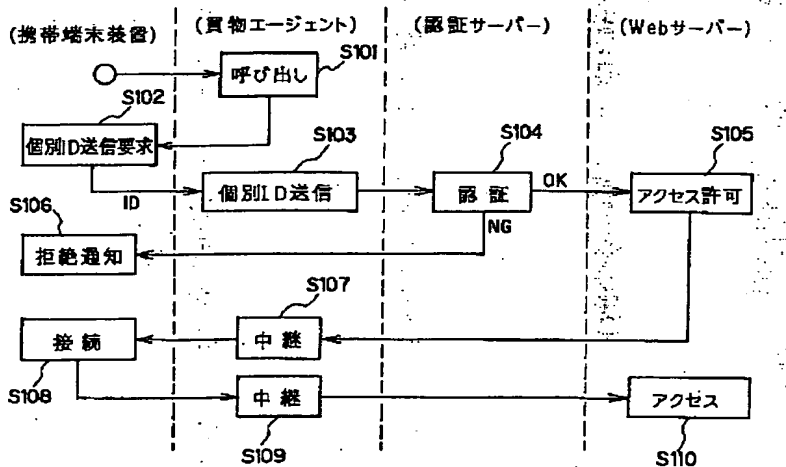 (携帯端末装置)
(買物エージェント)
(認証サーバー)
(Webサーバー)
S101
呼び出し
S102
個別ID送信要求
S103
個別ID送信
S104
認証
S105
アクセス許可
ID
OK
NG
S106
拒絶通知
S107
中継
接続
S108
中継
S109
アクセス
S110